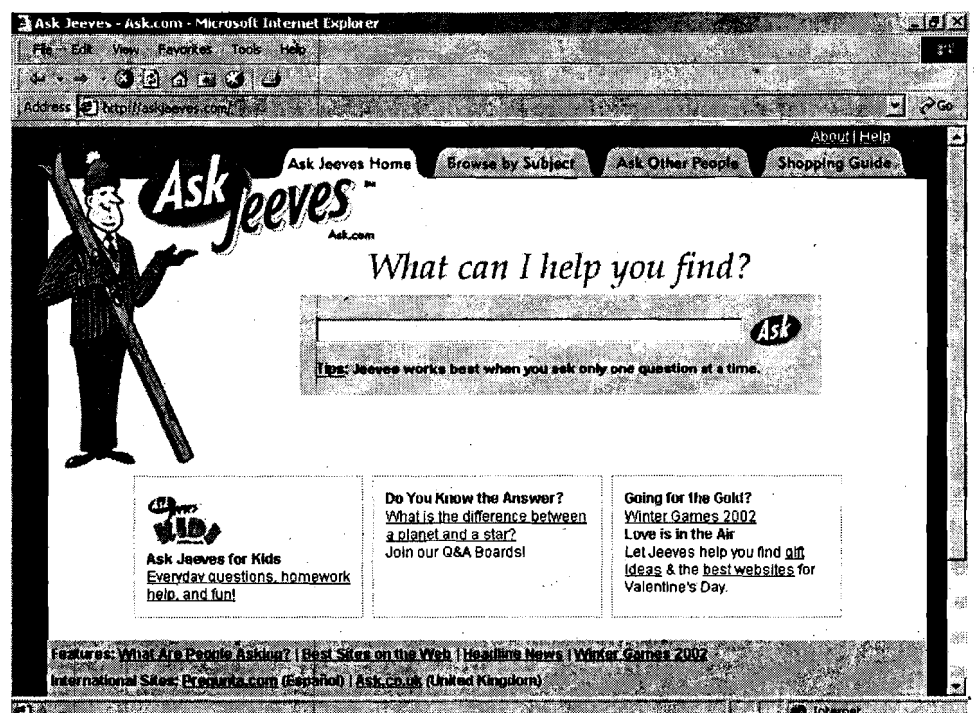 Ask Jeeves - Ask.com - Microsoft Internet Explorer
File Edit View Favorites Tools Help
Address http://askjeeves.com/ Go
About | Help
Ask Jeeves Home Browse by Subject Ask Other People Shopping Guide
Ask Jeeves™
Ask.com
What can I help you find?
Ask
Tips: Jeeves works best when you ask only one question at a time.
Ask Jeeves KIDS
Ask Jeeves for Kids
Everyday questions, homework
help, and fun!
Do You Know the Answer?
What is the difference between
a planet and a star?
Join our Q&A Boards!
Going for the Gold?
Winter Games 2002
Love is in the Air
Let Jeeves help you find gift
ideas & the best websites for
Valentine's Day.
Features: What Are People Asking? | Best Sites on the Web | Headline News | Winter Games 2002
International Sites: Pregunta.com (Español) | Ask.co.uk (United Kingdom)
Internet